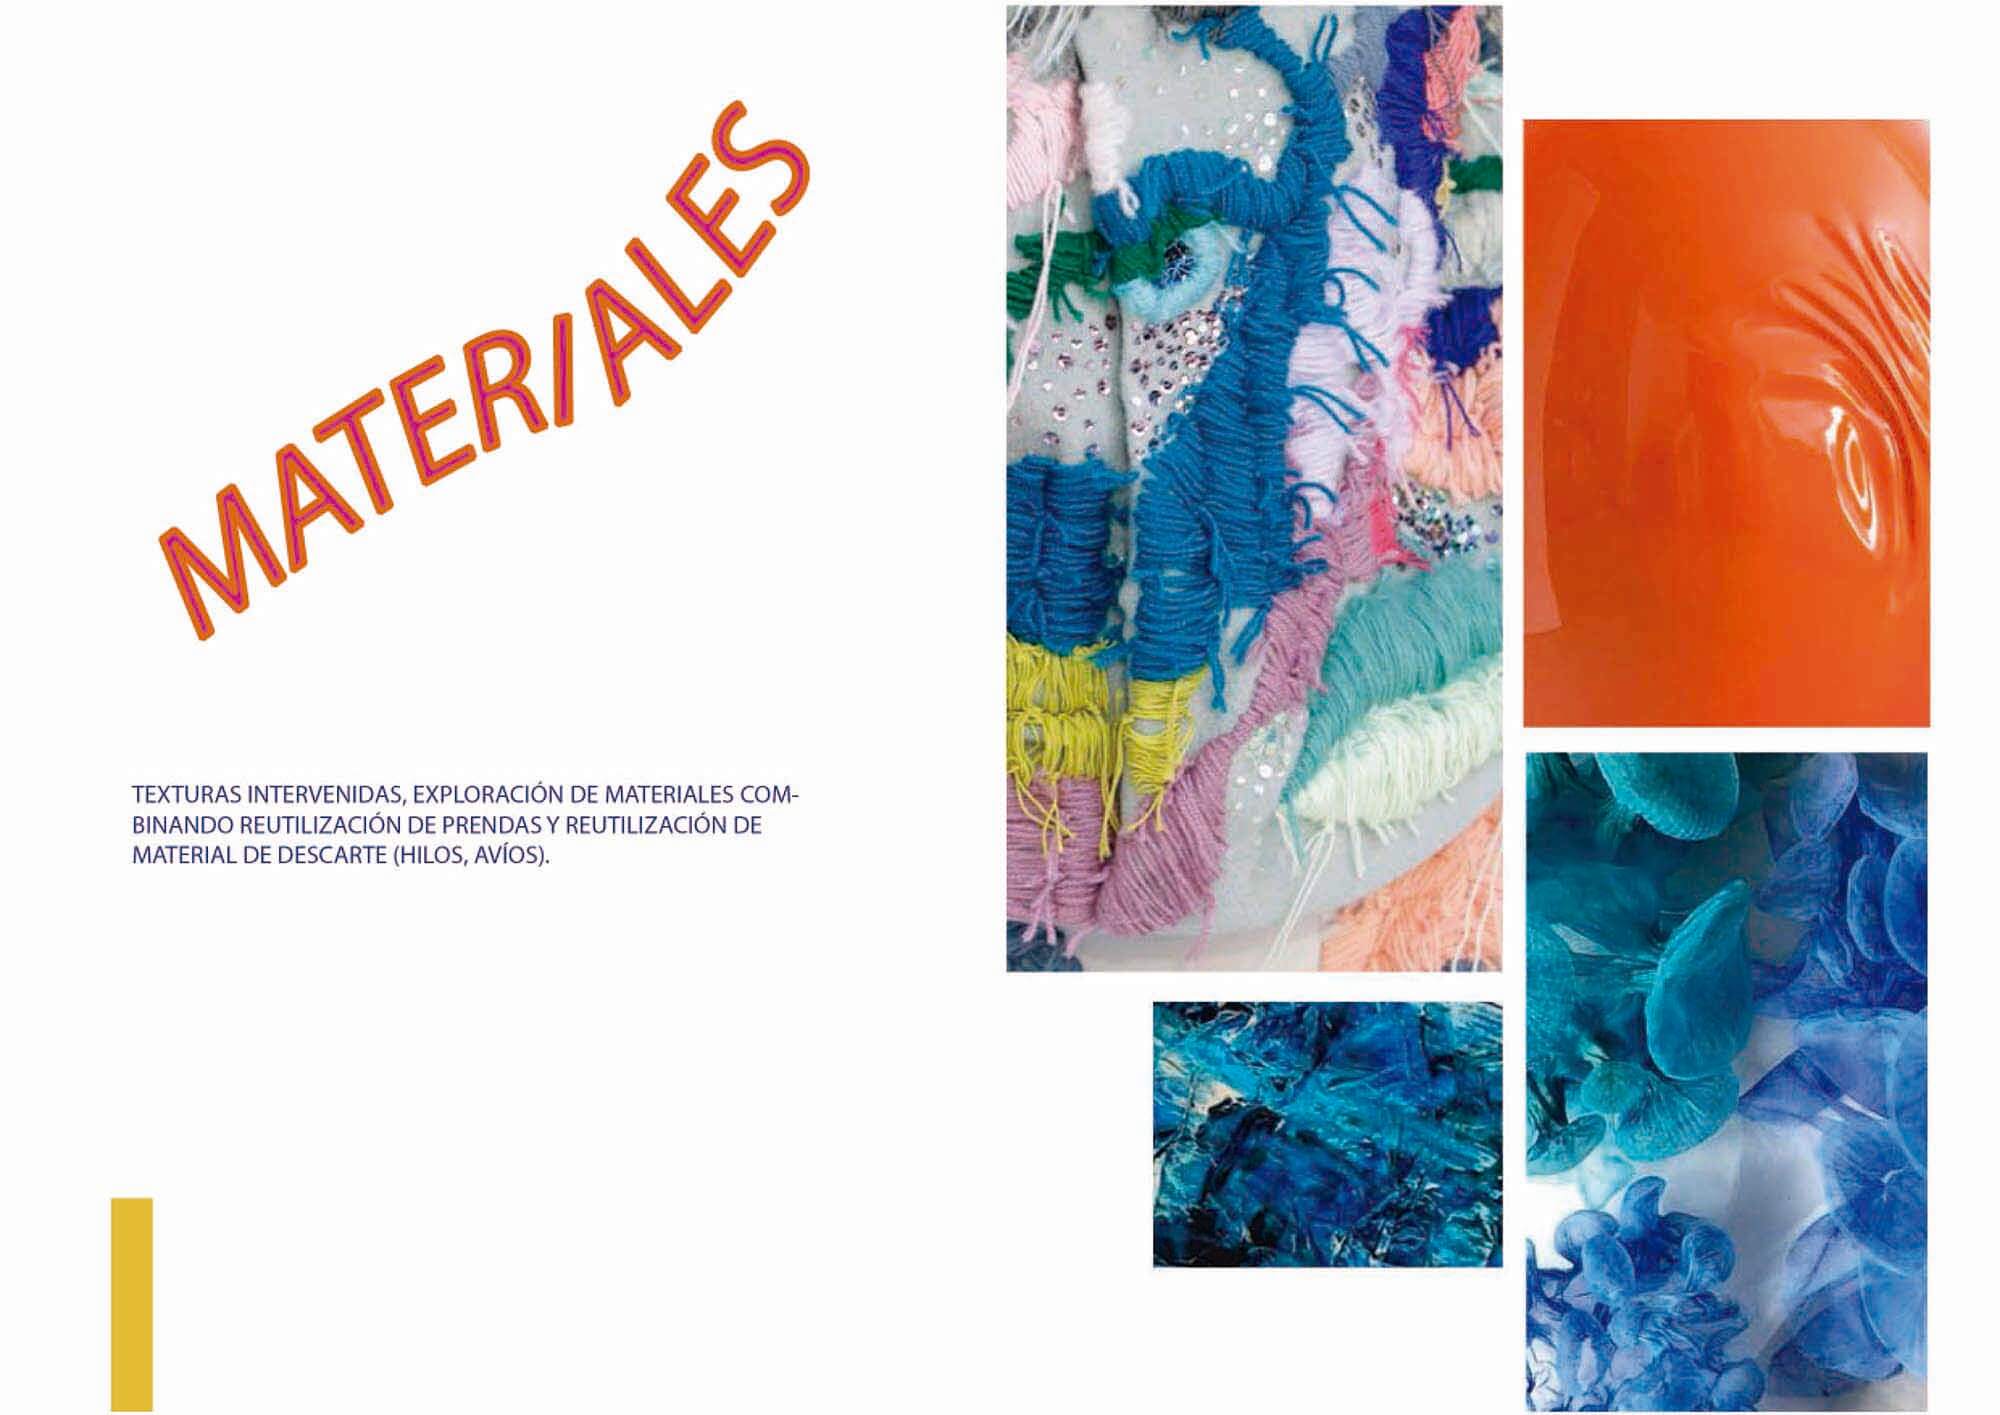 MATERIALES
TEXTURAS INTERVENIDAS, EXPLORACIÓN DE MATERIALES COM-
BINANDO REUTILIZACIÓN DE PRENDAS Y REUTILIZACIÓN DE
MATERIAL DE DESCARTE (HILOS, AVÍOS).